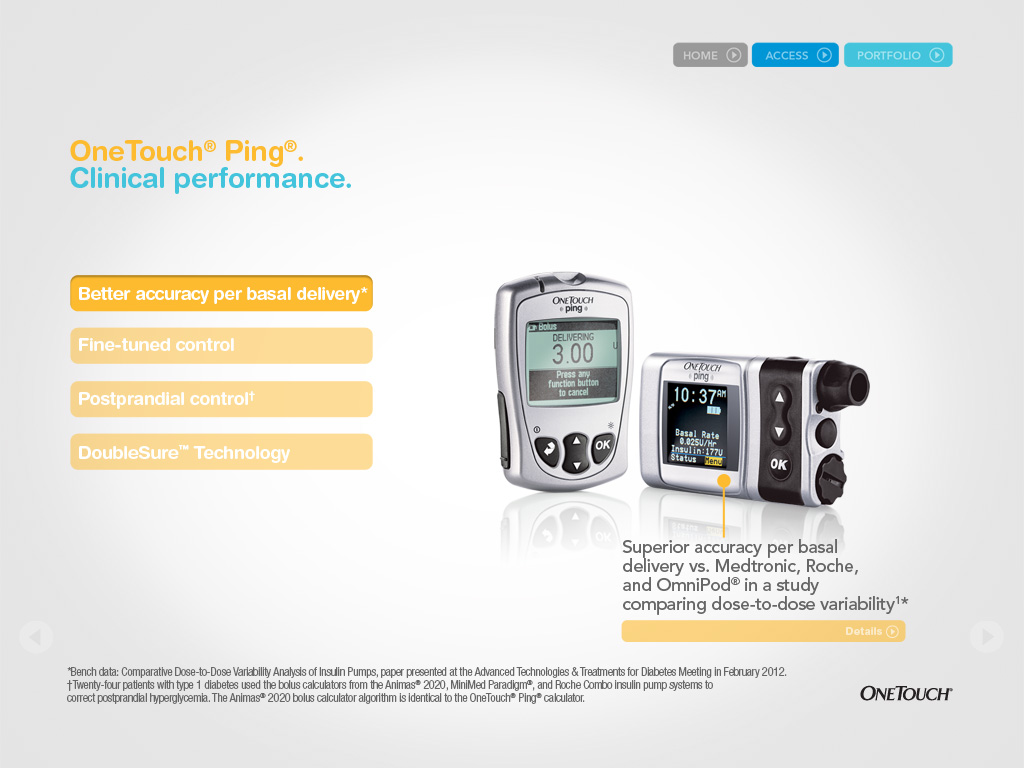 HOME
ACCESS
PORTFOLIO
OneTouch® Ping®.
Clinical performance.
Better accuracy per basal delivery*
Fine-tuned control
Postprandial control†
DoubleSure™ Technology
ONETOUCH
ping
Bolus
DELIVERING
3.00 U
Press any
function button
to cancel
OK
ONETOUCH
ping
10:37AM
Basal Rate
0.025U/Hr
Insulin:177U
Status Menu
OK
Superior accuracy per basal
delivery vs. Medtronic, Roche,
and OmniPod® in a study
comparing dose-to-dose variability¹*
Details
*Bench data: Comparative Dose-to-Dose Variability Analysis of Insulin Pumps, paper presented at the Advanced Technologies & Treatments for Diabetes Meeting in February 2012.
†Twenty-four patients with type 1 diabetes used the bolus calculators from the Animas® 2020, MiniMed Paradigm®, and Roche Combo insulin pump systems to
correct postprandial hyperglycemia. The Animas® 2020 bolus calculator algorithm is identical to the OneTouch® Ping® calculator.
ONETOUCH®